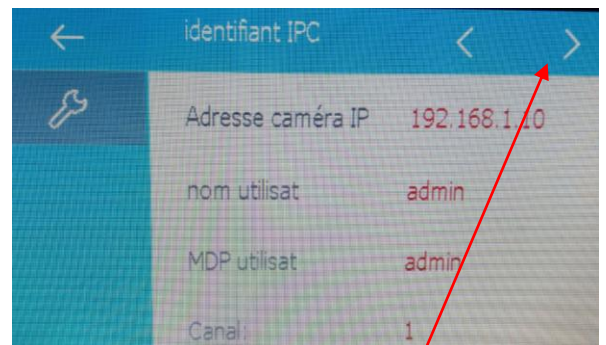 identifiant IPC
Adresse caméra IP 192.168.1.10
nom utilisat admin
MDP utilisat admin
Canal: 1